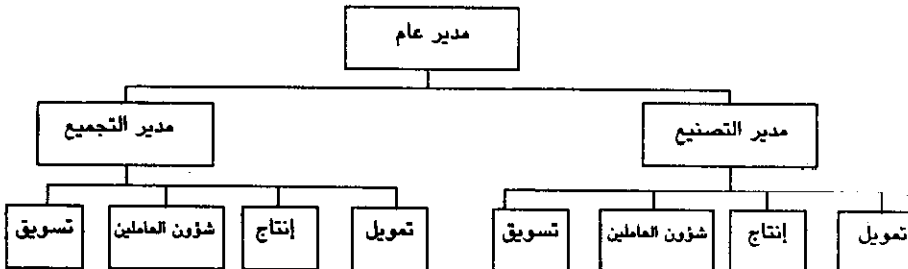 مدير عام
مدير التصنيع
مدير التجميع
تمويل
إنتاج
شؤون العاملين
تسويق
تمويل
إنتاج
شؤون العاملين
تسويق